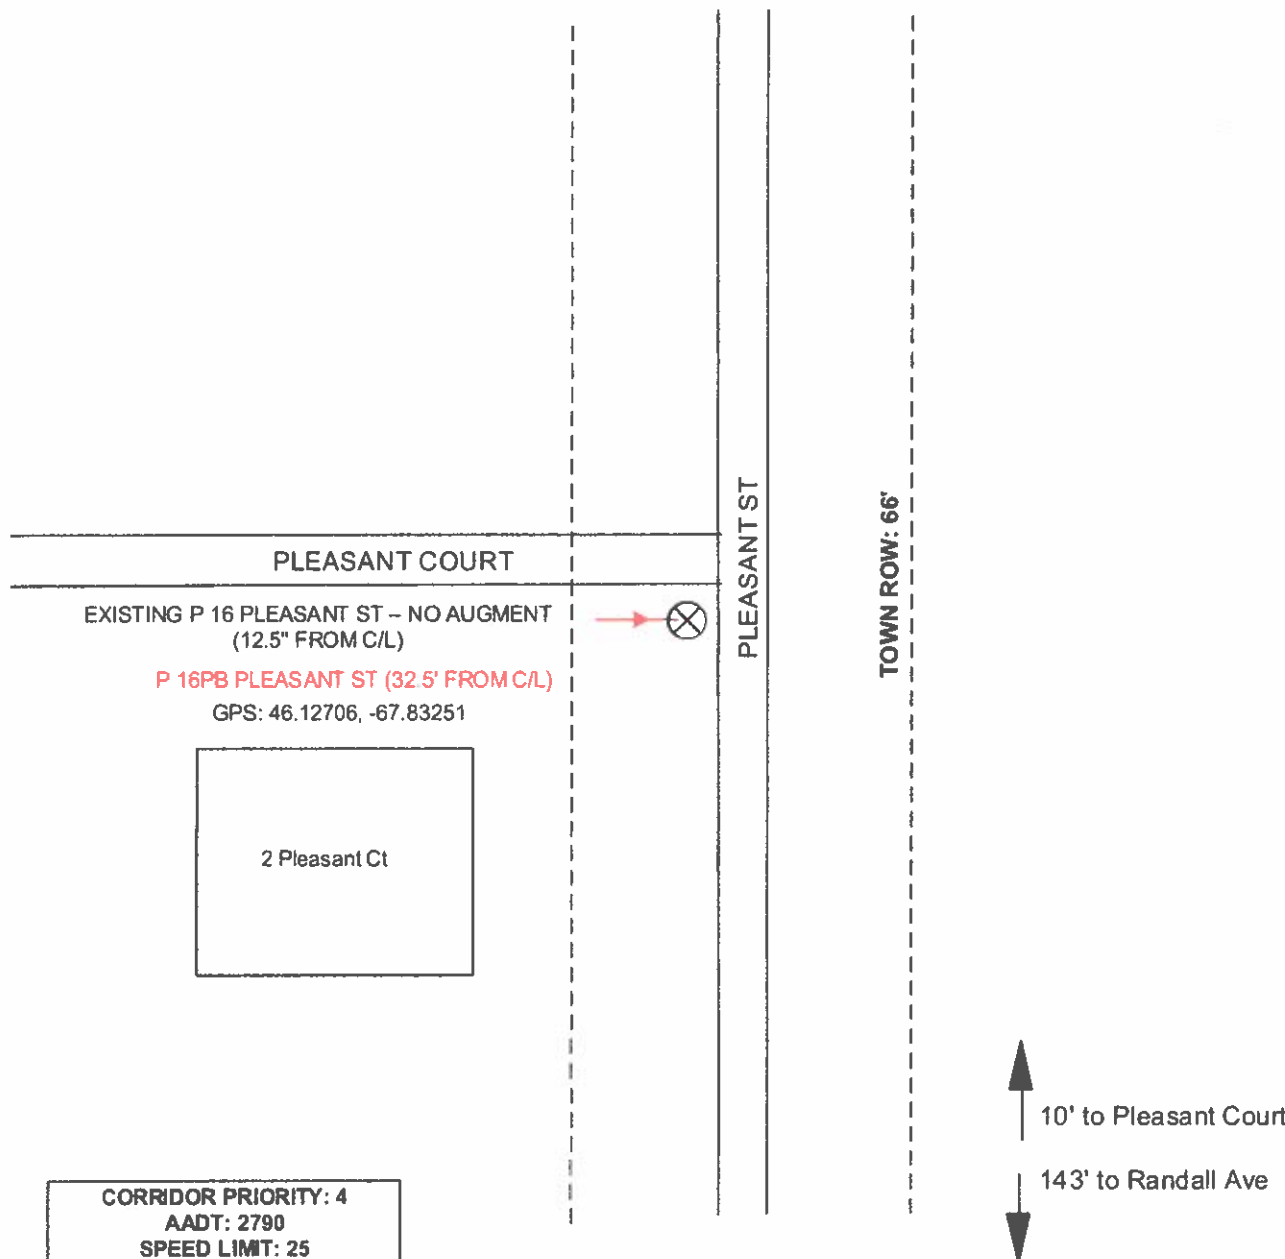 PLEASANT ST
TOWN ROW: 66'
PLEASANT COURT
EXISTING P 16 PLEASANT ST – NO AUGMENT
(12.5" FROM C/L)
P 16PB PLEASANT ST (32.5' FROM C/L)
GPS: 46.12706, -67.83251
2 Pleasant Ct
10' to Pleasant Court
143' to Randall Ave
CORRIDOR PRIORITY: 4
AADT: 2790
SPEED LIMIT: 25